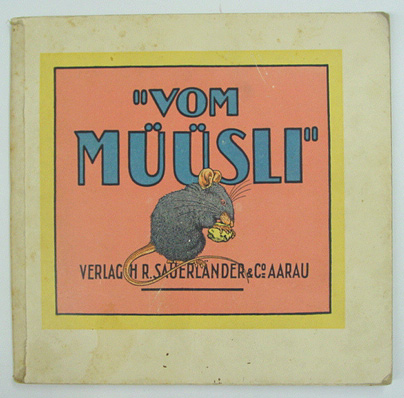 "VOM
MÜÜSLI"
VERLAG H. R. SAUERLÄNDER & Co AARAU